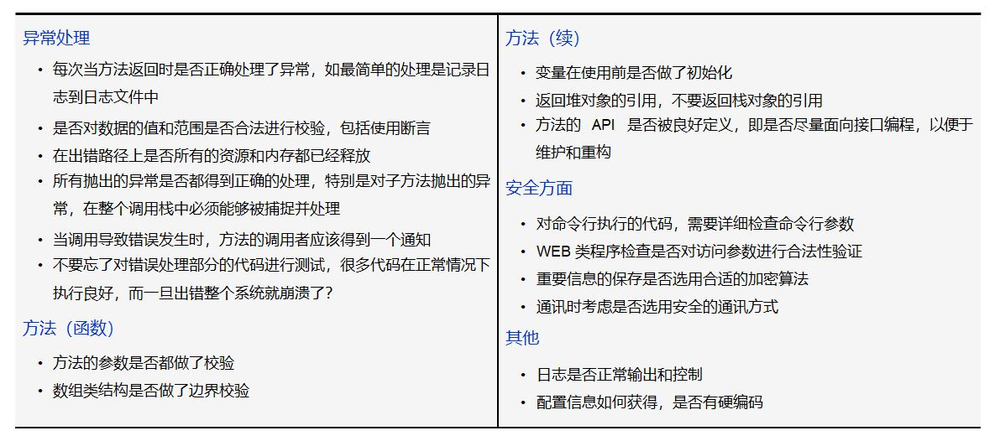 异常处理
• 每次当方法返回时是否正确处理了异常，如最简单的处理是记录日
志到日志文件中
• 是否对数据的值和范围是否合法进行校验，包括使用断言
• 在出错路径上是否所有的资源和内存都已经释放
• 所有抛出的异常是否都得到正确的处理，特别是对子方法抛出的异
常，在整个调用栈中必须能够被捕捉并处理
• 当调用导致错误发生时，方法的调用者应该得到一个通知
• 不要忘了对错误处理部分的代码进行测试，很多代码在正常情况下
执行良好，而一旦出错整个系统就崩溃了？
方法（函数）
• 方法的参数是否都做了校验
• 数组类结构是否做了边界校验
方法（续）
• 变量在使用前是否做了初始化
• 返回堆对象的引用，不要返回栈对象的引用
• 方法的 API 是否被良好定义，即是否尽量面向接口编程，以便于
维护和重构
安全方面
• 对命令行执行的代码，需要详细检查命令行参数
• WEB 类程序检查是否对访问参数进行合法性验证
• 重要信息的保存是否选用合适的加密算法
• 通讯时考虑是否选用安全的通讯方式
其他
• 日志是否正常输出和控制
• 配置信息如何获得，是否有硬编码